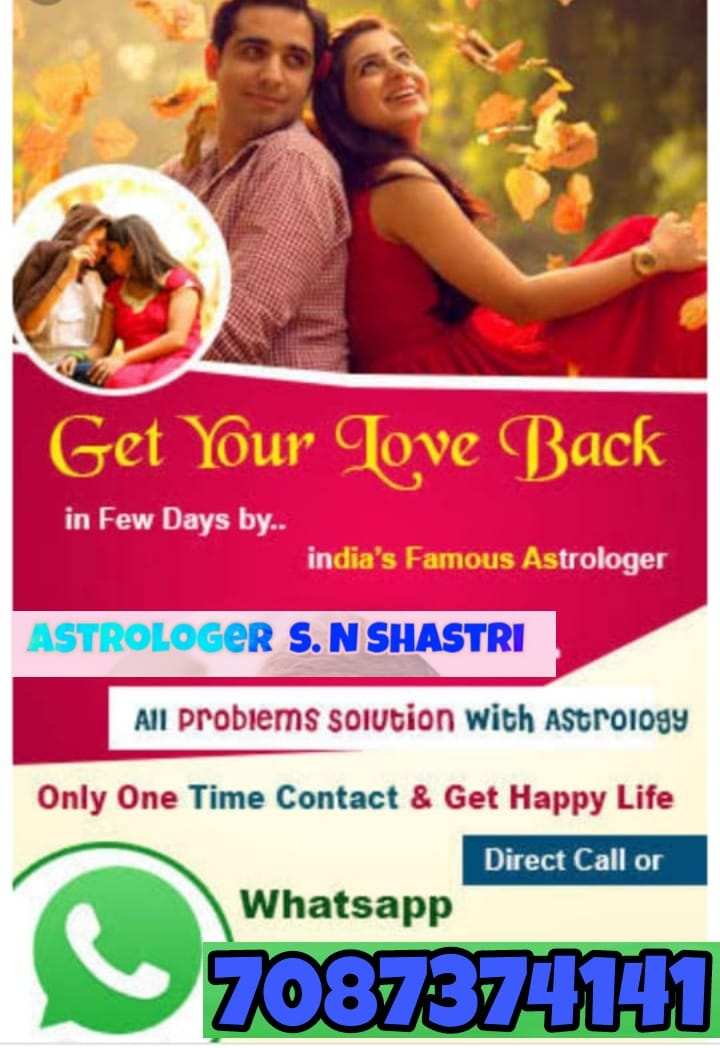 Get Your Love Back
in Few Days by..
india's Famous Astrologer
ASTROLOGER S. N SHASTRI
All Problems solution with Astrology
Only One Time Contact & Get Happy Life
Direct Call or
Whatsapp
7087374141